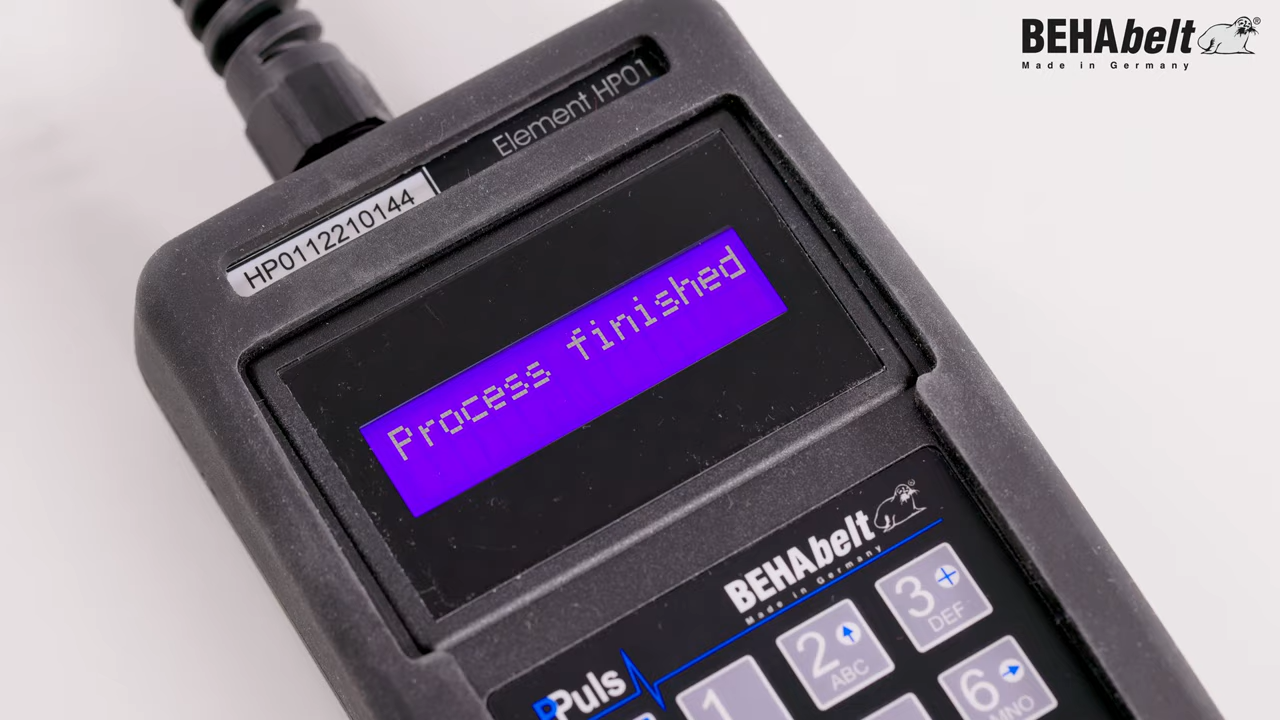 BEHAbelt®
Made in Germany
Element HP01
HP0112210144
Process finished
BEHAbelt®
Made in Germany
Puls
1
2
ABC
3
DEF
6
MNO